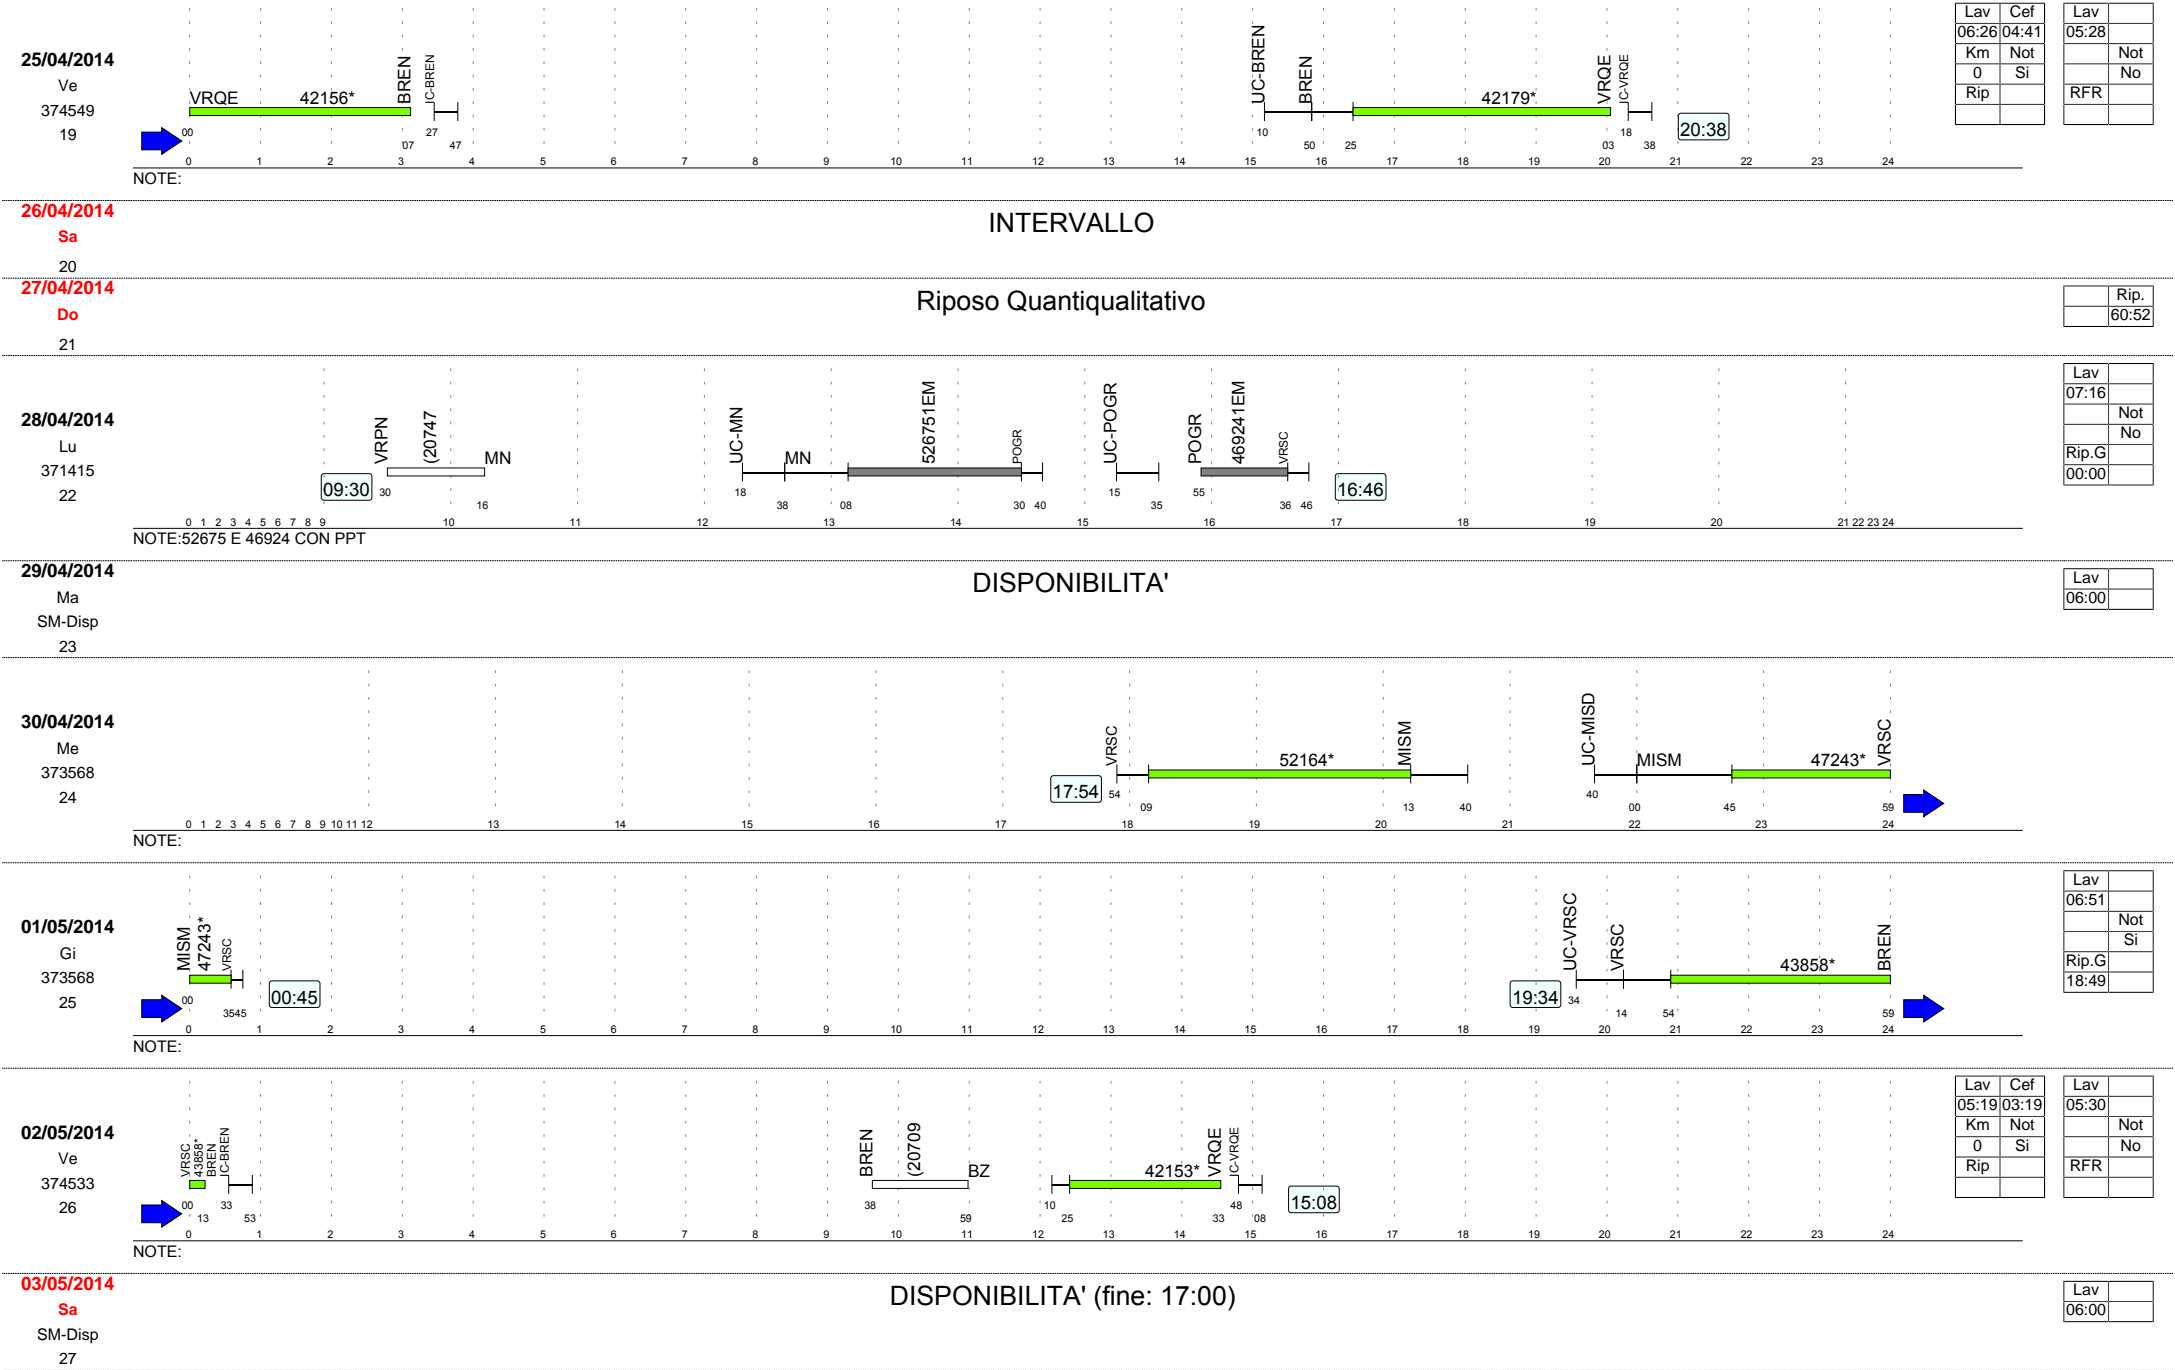 25/04/2014
Ve
374549
19
VRQE 42156* BREN IC-BREN UC-BREN BREN 42179* VRQE IC-VRQE
00 07 27 47 10 50 25 03 18 38
20:38
0 1 2 3 4 5 6 7 8 9 10 11 12 13 14 15 16 17 18 19 20 21 22 23 24
NOTE:
Lav Cef Lav
06:26 04:41 05:28
Km Not Not
0 Si No
Rip RFR
26/04/2014
Sa
20
INTERVALLO
27/04/2014
Do
21
Riposo Quantiqualitativo
Rip.
60:52
28/04/2014
Lu
371415
22
VRPN (20747 MN UC-MN MN 526751EM POGR UC-POGR POGR 469241EM VRSC
09:30 30 16 18 38 08 30 40 15 35 55 36 46 16:46
0 1 2 3 4 5 6 7 8 9 10 11 12 13 14 15 16 17 18 19 20 21 22 23 24
NOTE:52675 E 46924 CON PPT
Lav
07:16
Not
No
Rip.G
00:00
29/04/2014
Ma
SM-Disp
23
DISPONIBILITA'
Lav
06:00
30/04/2014
Me
373568
24
VRSC 52164* MISM UC-MISD MISM 47243* VRSC
17:54 54 09 13 40 40 00 45 59
0 1 2 3 4 5 6 7 8 9 10 11 12 13 14 15 16 17 18 19 20 21 22 23 24
NOTE:
01/05/2014
Gi
373568
25
MISM 47243* VRSC UC-VRSC VRSC 43858* BREN
00 35 45 00:45 19:34 34 14 54 59
0 1 2 3 4 5 6 7 8 9 10 11 12 13 14 15 16 17 18 19 20 21 22 23 24
NOTE:
Lav
06:51
Not
Si
Rip.G
18:49
02/05/2014
Ve
374533
26
VRSC 43858* BREN IC-BREN BREN (20709 BZ 42153* VRQE IC-VRQE
00 13 33 53 38 59 10 25 33 48 08 15:08
0 1 2 3 4 5 6 7 8 9 10 11 12 13 14 15 16 17 18 19 20 21 22 23 24
NOTE:
Lav Cef Lav
05:19 03:19 05:30
Km Not Not
0 Si No
Rip RFR
03/05/2014
Sa
SM-Disp
27
DISPONIBILITA' (fine: 17:00)
Lav
06:00